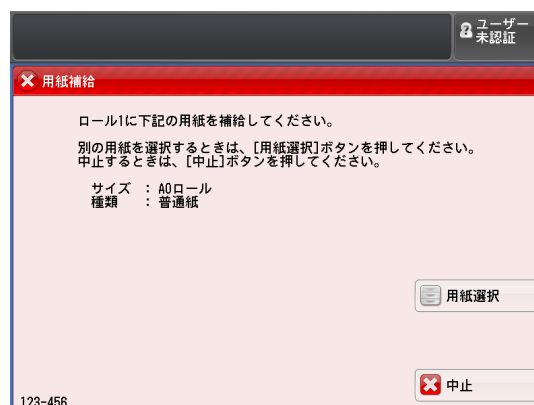 ユーザー
未認証
用紙補給
ロール1に下記の用紙を補給してください。
別の用紙を選択するときは、[用紙選択]ボタンを押してください。
中止するときは、[中止]ボタンを押してください。
サイズ : A0ロール
種類 : 普通紙
用紙選択
中止
123-456